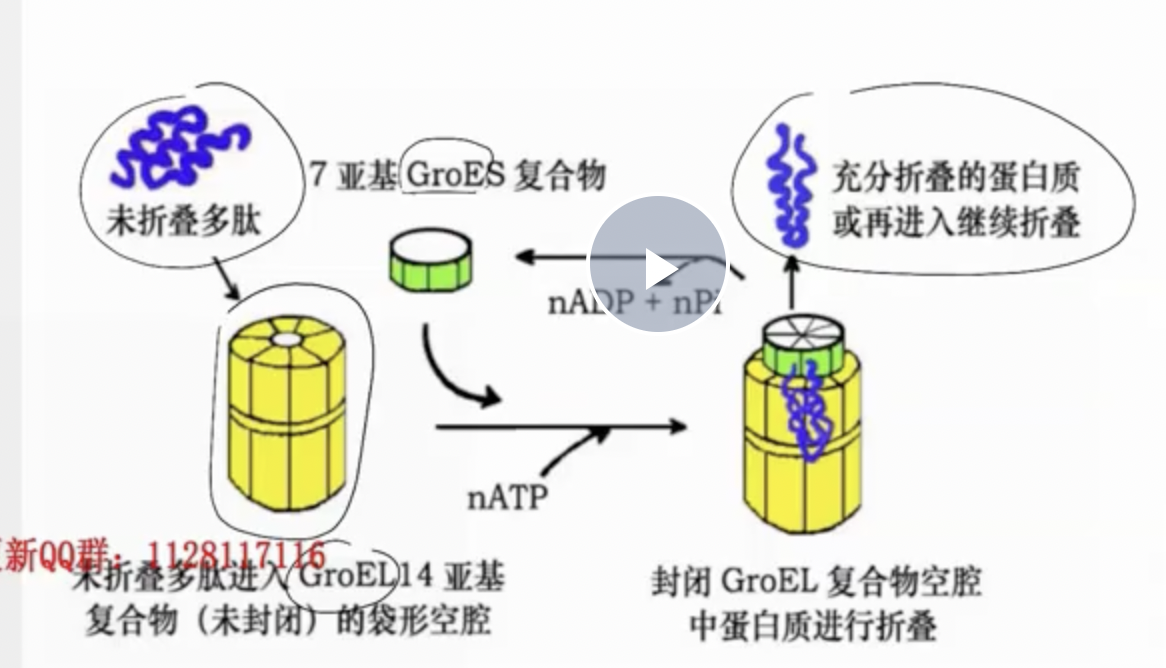 未折叠多肽
7 亚基 GroES 复合物
充分折叠的蛋白质
或再进入继续折叠
nADP + nPi
nATP
新QQ群：1128117116
未折叠多肽进入 GroEL14 亚基
复合物（未封闭）的袋形空腔
封闭 GroEL 复合物空腔
中蛋白质进行折叠